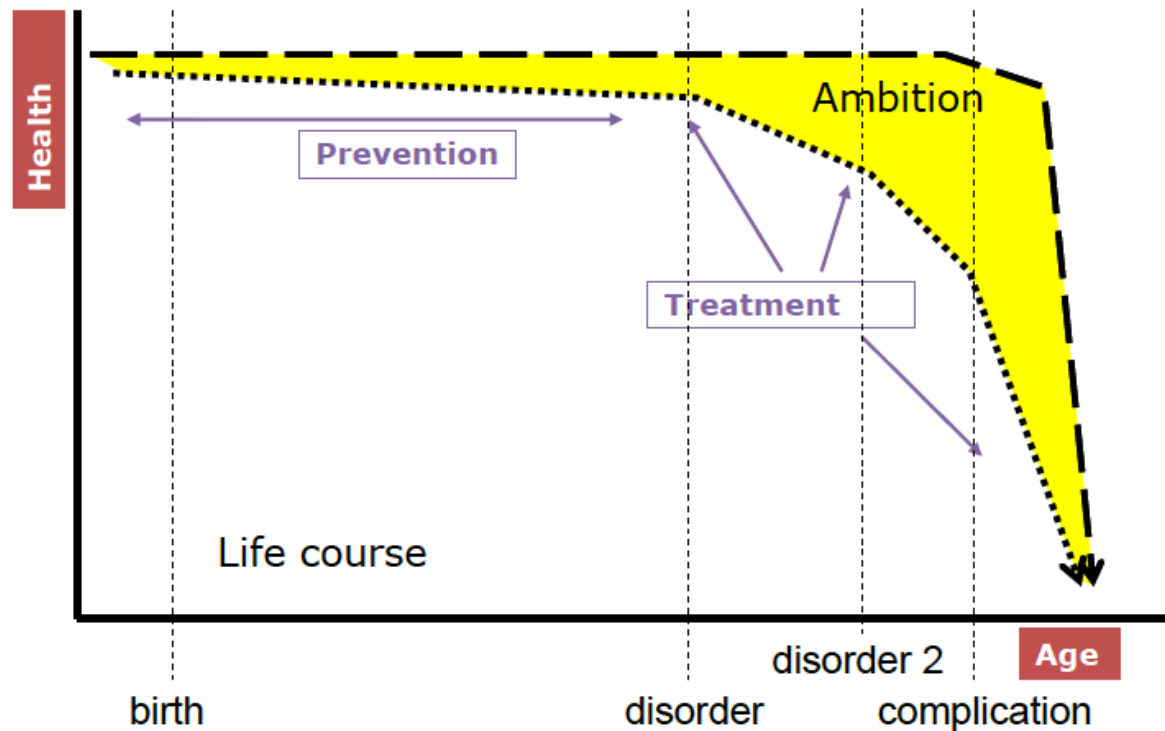 Health
Ambition
Prevention
Treatment
Life course
disorder 2
Age
birth
disorder
complication